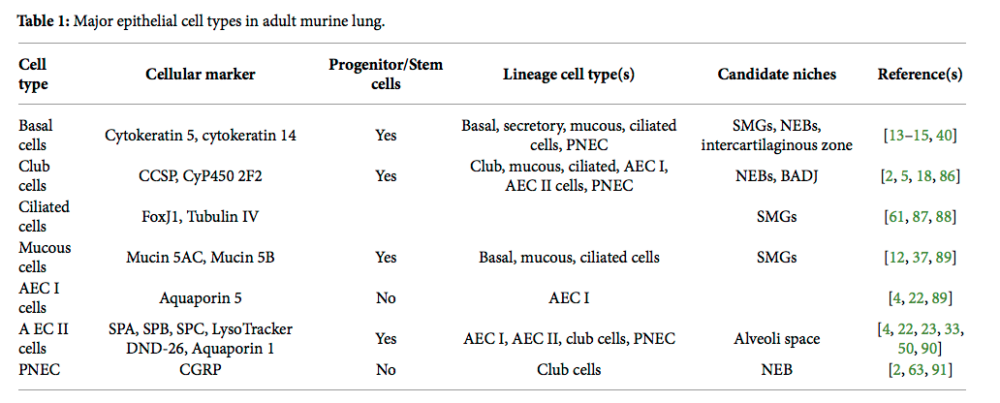 Table 1: Major epithelial cell types in adult murine lung.
Cell type Cellular marker Progenitor/Stem cells Lineage cell type(s) Candidate niches Reference(s)
Basal cells Cytokeratin 5, cytokeratin 14 Yes Basal, secretory, mucous, ciliated cells, PNEC SMGs, NEBs, intercartilaginous zone [13–15, 40]
Club cells CCSP, CyP450 2F2 Yes Club, mucous, ciliated, AEC I, AEC II cells, PNEC NEBs, BADJ [2, 5, 18, 86]
Ciliated cells FoxJ1, Tubulin IV SMGs [61, 87, 88]
Mucous cells Mucin 5AC, Mucin 5B Yes Basal, mucous, ciliated cells SMGs [12, 37, 89]
AEC I cells Aquaporin 5 No AEC I [4, 22, 89]
A EC II cells SPA, SPB, SPC, LysoTracker DND-26, Aquaporin 1 Yes AEC I, AEC II, club cells, PNEC Alveoli space [4, 22, 23, 33, 50, 90]
PNEC CGRP No Club cells NEB [2, 63, 91]